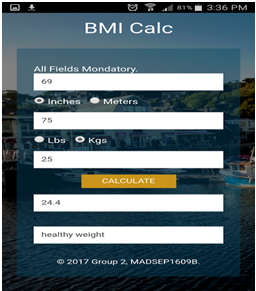 81% 3:36 PM
BMI Calc
All Fields Mondatory.
69
Inches Meters
75
Lbs Kgs
25
CALCULATE
24.4
healthy weight
© 2017 Group 2, MADSEP1609B.